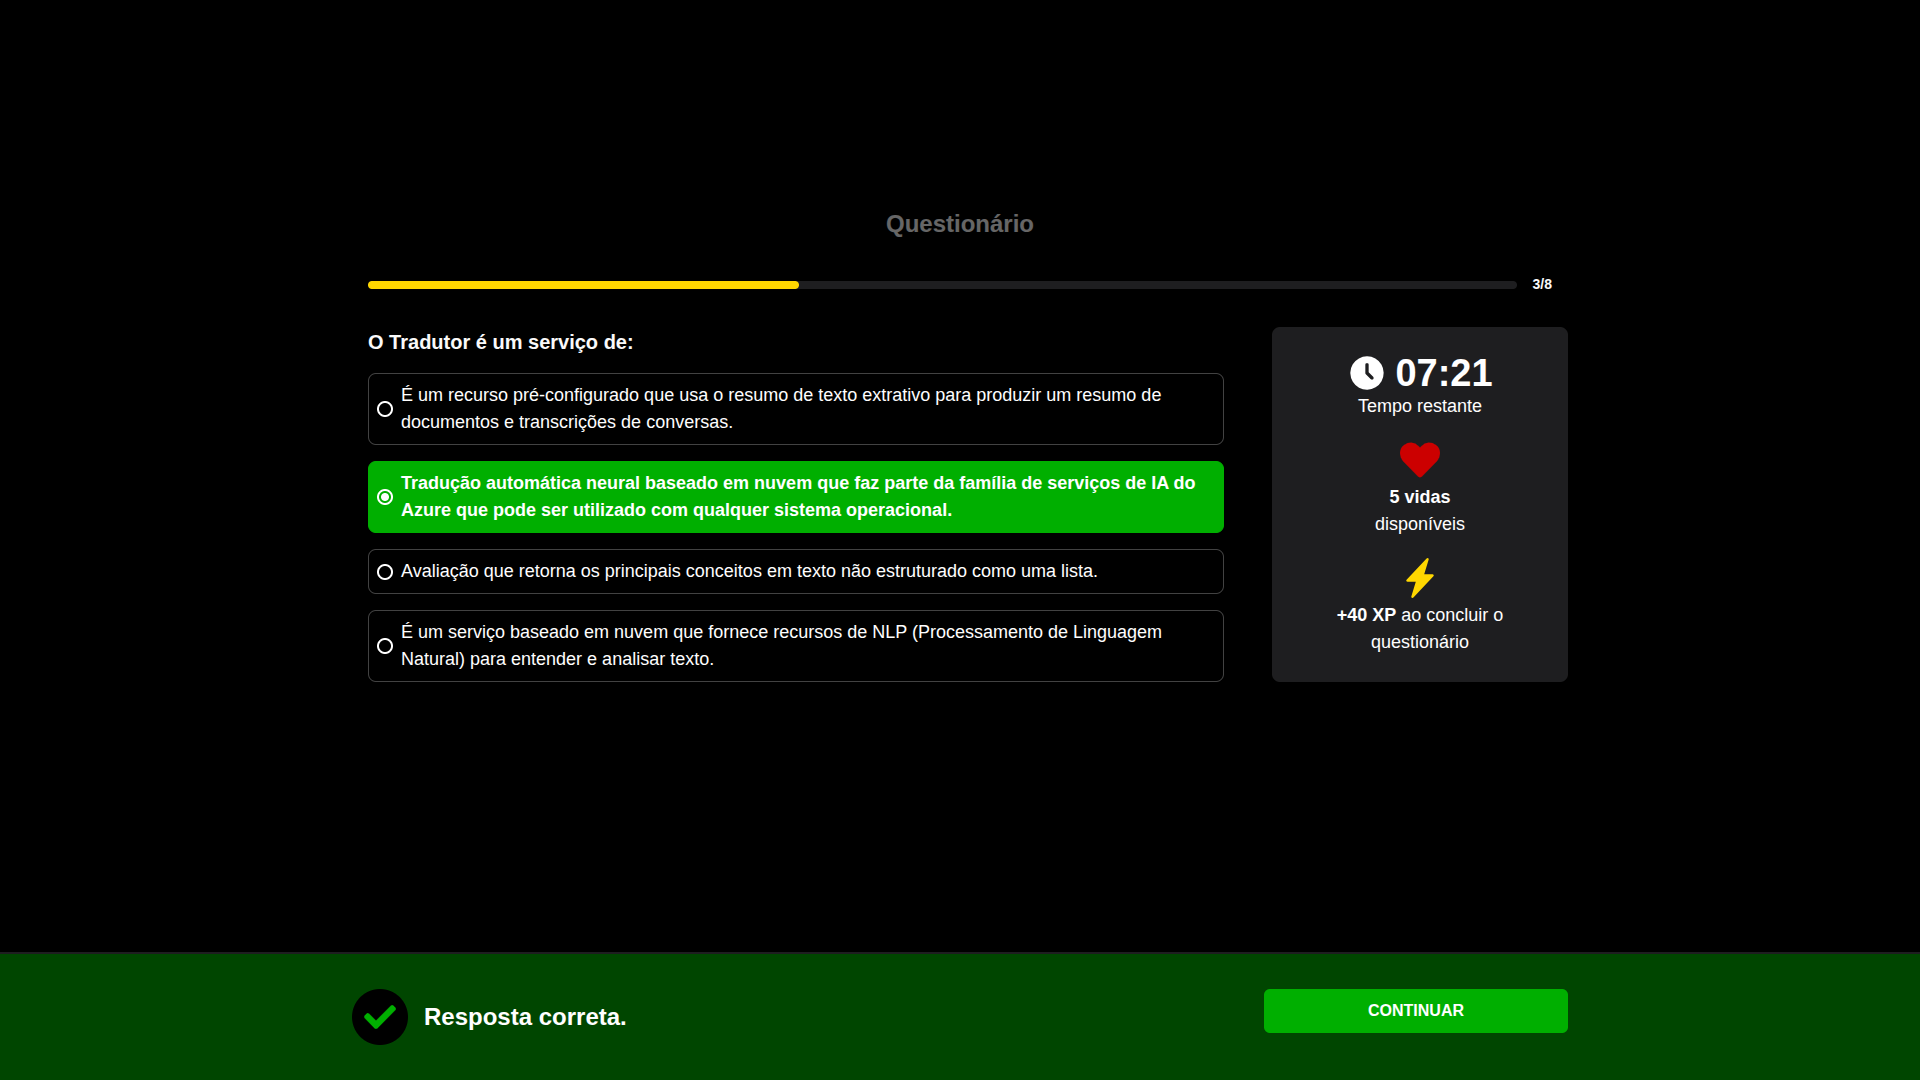 Questionário
3/8
O Tradutor é um serviço de:
É um recurso pré-configurado que usa o resumo de texto extrativo para produzir um resumo de
documentos e transcrições de conversas.
Tradução automática neural baseado em nuvem que faz parte da família de serviços de IA do
Azure que pode ser utilizado com qualquer sistema operacional.
Avaliação que retorna os principais conceitos em texto não estruturado como uma lista.
É um serviço baseado em nuvem que fornece recursos de NLP (Processamento de Linguagem
Natural) para entender e analisar texto.
07:21
Tempo restante
5 vidas
disponíveis
+40 XP ao concluir o
questionário
Resposta correta.
CONTINUAR